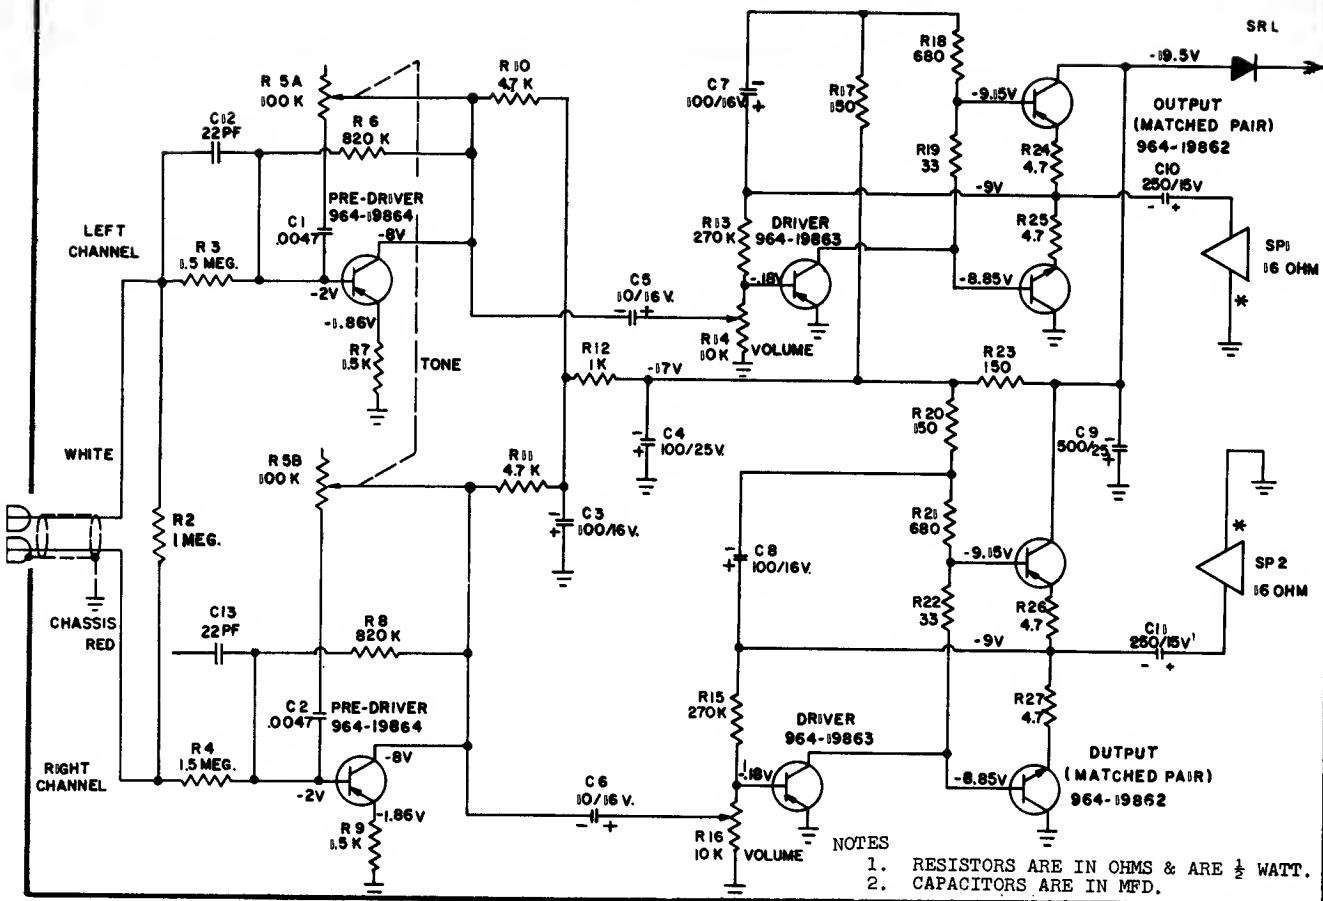 R 5A
100 K
R 10
4.7 K
C12
22PF
R 6
820 K
PRE-DRIVER
964-19864
C1
.0047
-8V
LEFT
CHANNEL
R 3
1.5 MEG.
-2V
-1.86V
R7
1.5K
TONE
C5
10/16 V.
- +
R12
1K
-17V
C4
100/25V.
-
+
C7
100/16V.
-
+
R17
150
R18
680
-9.15V
R19
33
R24
4.7
-9V
R25
4.7
R13
270 K
DRIVER
964-19863
-.18V
-8.85V
R14
10K
VOLUME
-19.5V
SR1
OUTPUT
(MATCHED PAIR)
964-19862
C10
250/15V
- +
SP1
16 OHM
*
R23
150
R20
150
C 9
500/25
-
+
WHITE
R2
1 MEG.
CHASSIS
RED
R 5B
100 K
R11
4.7 K
C3
100/16V.
-
+
C13
22PF
R 8
820 K
C2
.0047
PRE-DRIVER
964-19864
R 4
1.5 MEG.
-8V
-2V
-1.86V
R 9
1.5K
RIGHT
CHANNEL
C 6
10/16 V.
- +
C 8
100/16V.
-
+
R21
680
-9.15V
R22
33
R26
4.7
-9V
R27
4.7
R15
270K
DRIVER
964-19863
-.18V
-8.85V
R16
10 K
VOLUME
C11
250/15V
- +
*
SP 2
16 OHM
OUTPUT
(MATCHED PAIR)
964-19862
NOTES
1. RESISTORS ARE IN OHMS & ARE ½ WATT.
2. CAPACITORS ARE IN MFD.